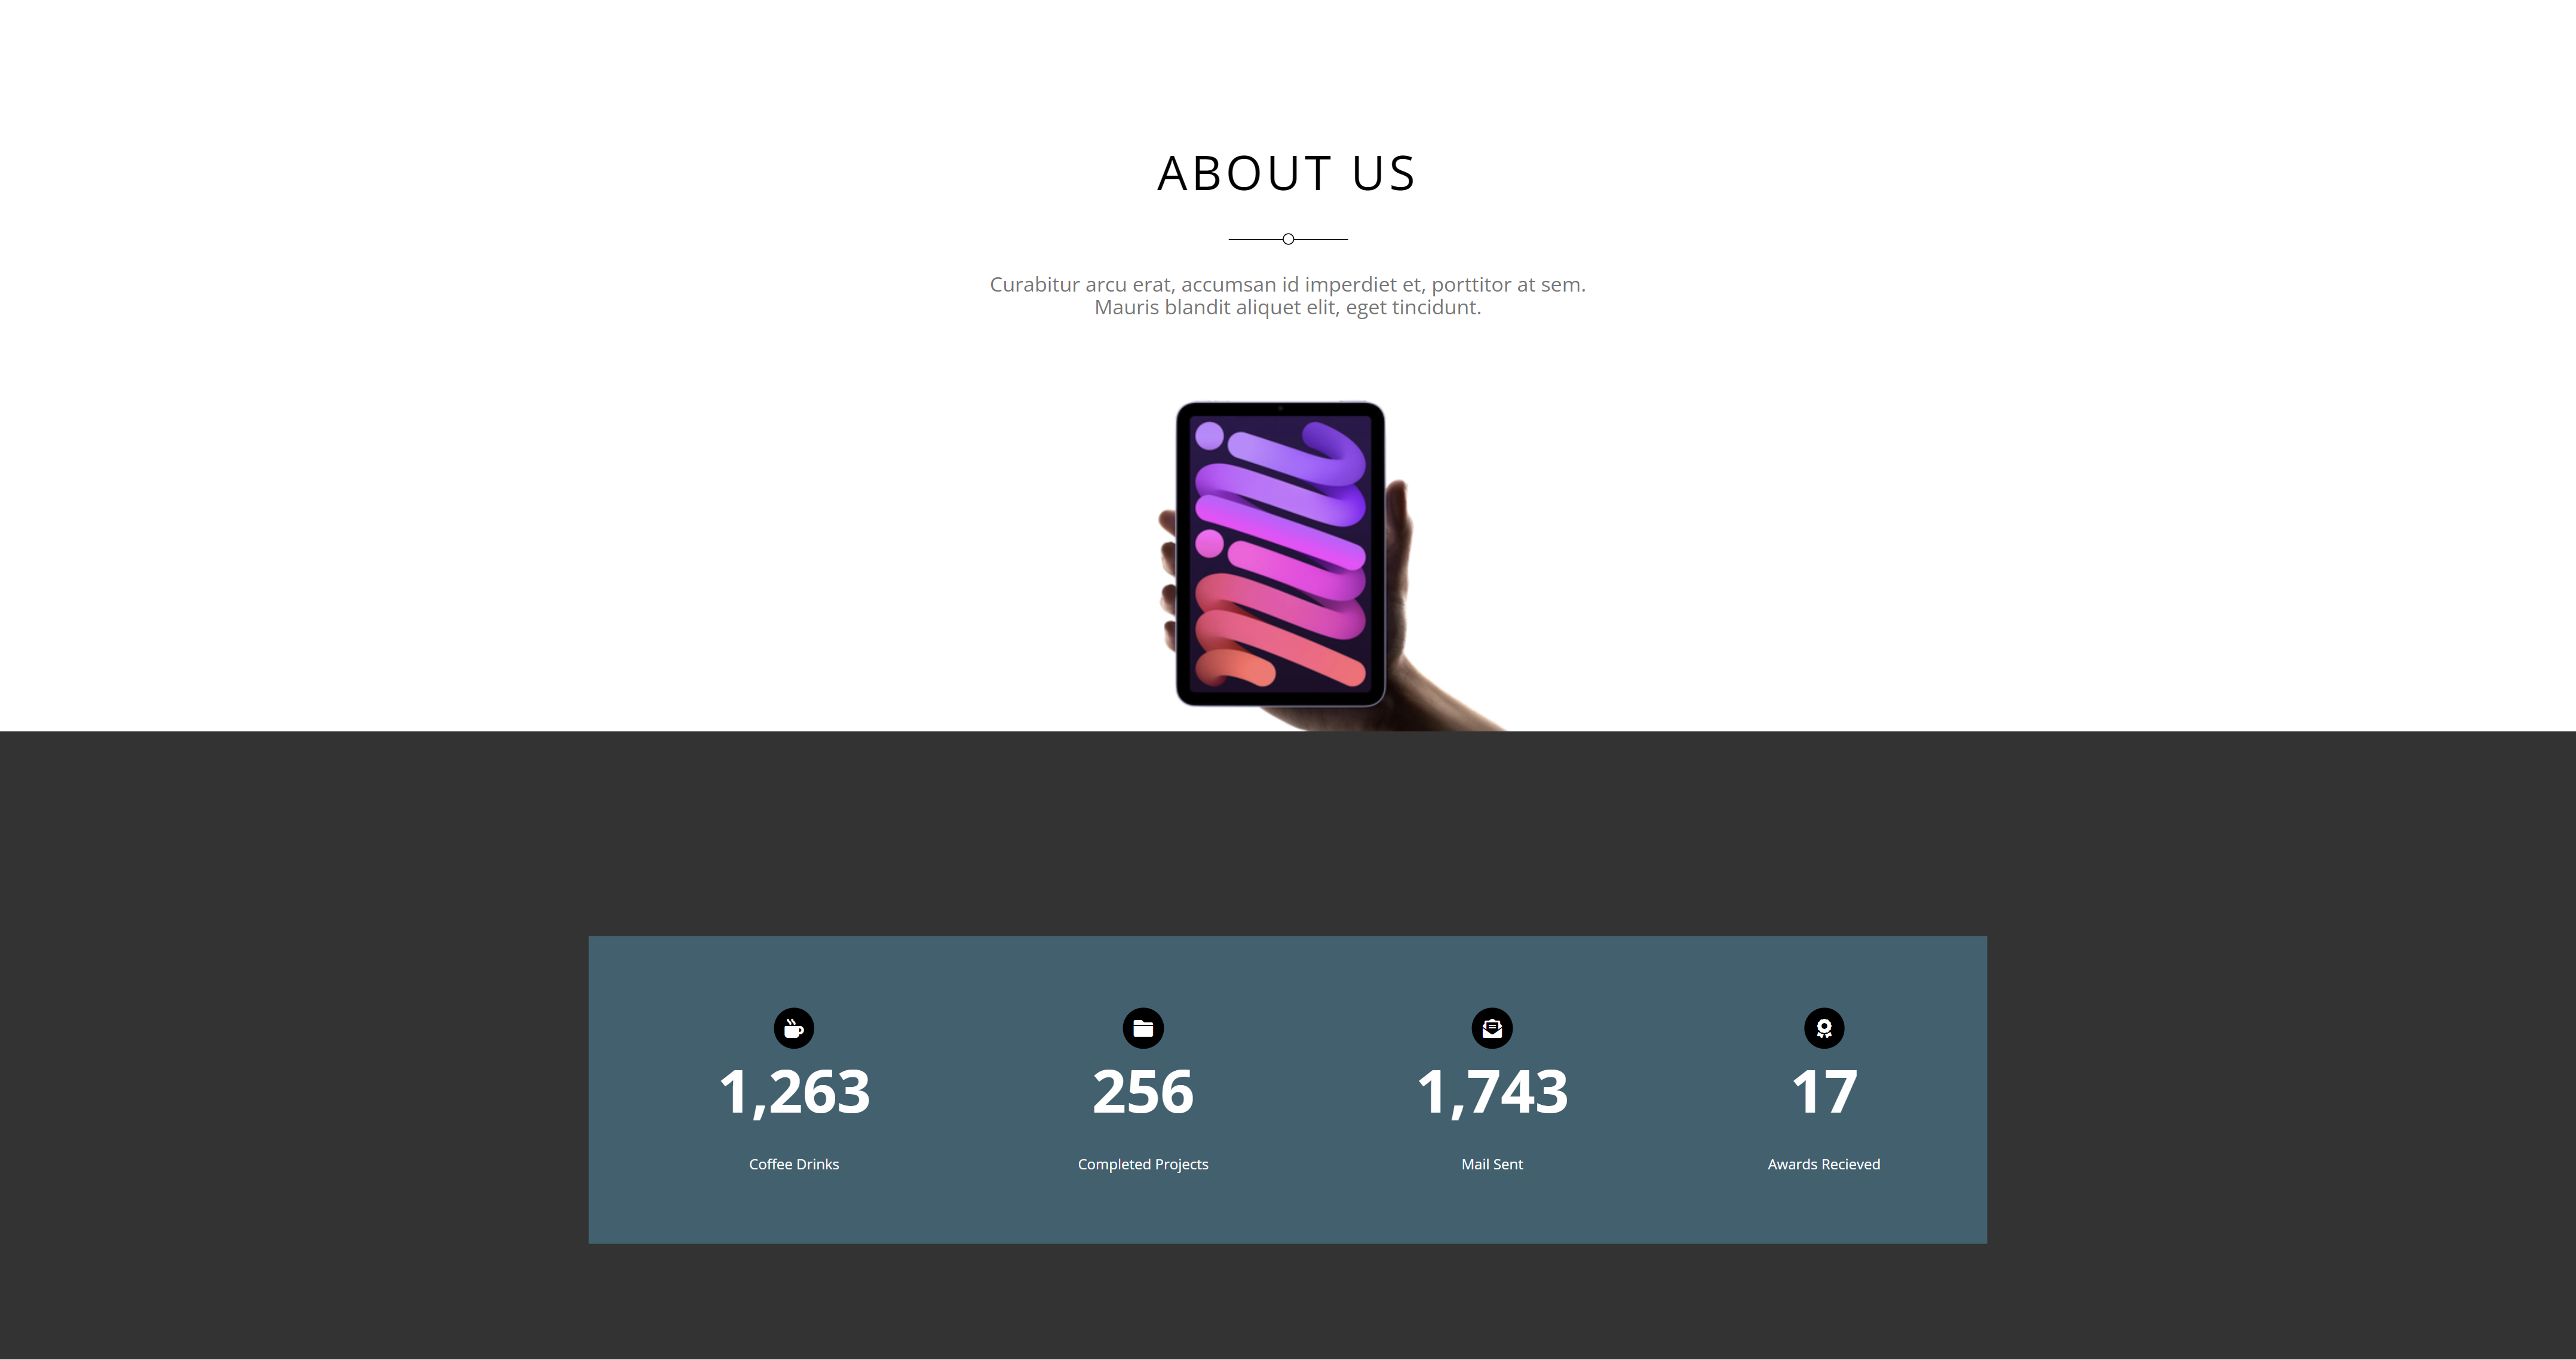 ABOUT US
Curabitur arcu erat, accumsan id imperdiet et, porttitor at sem.
Mauris blandit aliquet elit, eget tincidunt.
1,263
Coffee Drinks
256
Completed Projects
1,743
Mail Sent
17
Awards Recieved